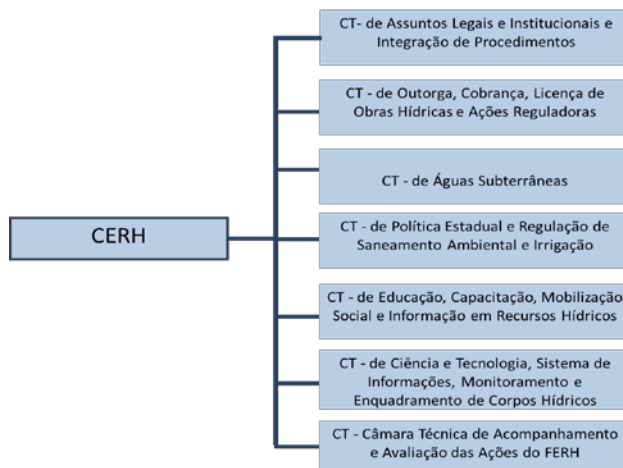 CT- de Assuntos Legais e Institucionais e
Integração de Procedimentos
CT - de Outorga, Cobrança, Licença de
Obras Hídricas e Ações Reguladoras
CT - de Águas Subterrâneas
CERH
CT - de Política Estadual e Regulação de
Saneamento Ambiental e Irrigação
CT - de Educação, Capacitação, Mobilização
Social e Informação em Recursos Hídricos
CT - de Ciência e Tecnologia, Sistema de
Informações, Monitoramento e
Enquadramento de Corpos Hídricos
CT - Câmara Técnica de Acompanhamento
e Avaliação das Ações do FERH